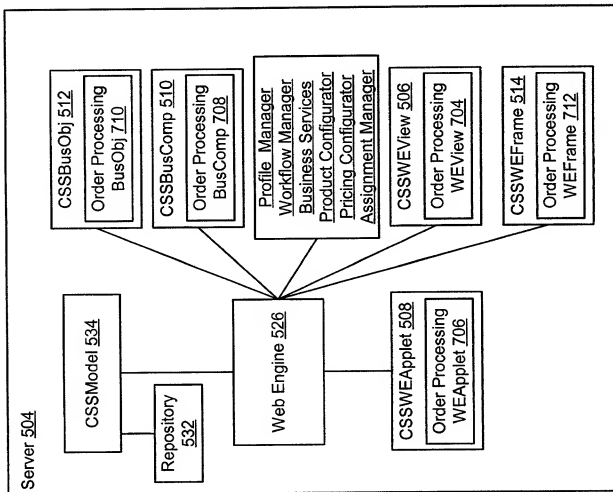 Server 504
CSSModel 534
Repository
532
Web Engine 526
CSSWEApplet 508
Order Processing
WEApplet 706
CSSBusObj 512
Order Processing
BusObj 710
CSSBusComp 510
Order Processing
BusComp 708
Profile Manager
Workflow Manager
Business Services
Product Configurator
Pricing Configurator
Assignment Manager
CSSWEView 506
Order Processing
WEView 704
CSSWEFrame 514
Order Processing
WEFrame 712